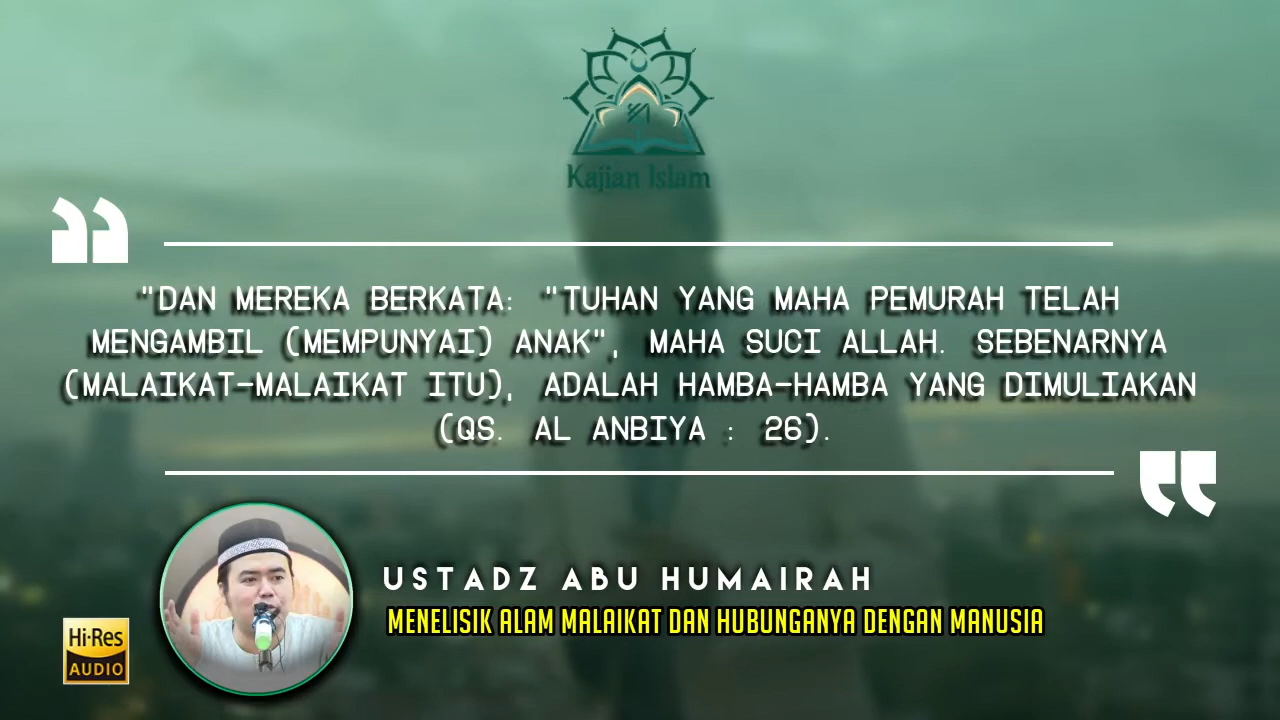 Kajian Islam
"DAN MEREKA BERKATA: "TUHAN YANG MAHA PEMURAH TELAH
MENGAMBIL (MEMPUNYAI) ANAK", MAHA SUCI ALLAH. SEBENARNYA
(MALAIKAT-MALAIKAT ITU), ADALAH HAMBA-HAMBA YANG DIMULIAKAN
(QS. AL ANBIYA : 26).
USTADZ ABU HUMAIRAH
MENELISIK ALAM MALAIKAT DAN HUBUNGANYA DENGAN MANUSIA
Hi-Res
AUDIO